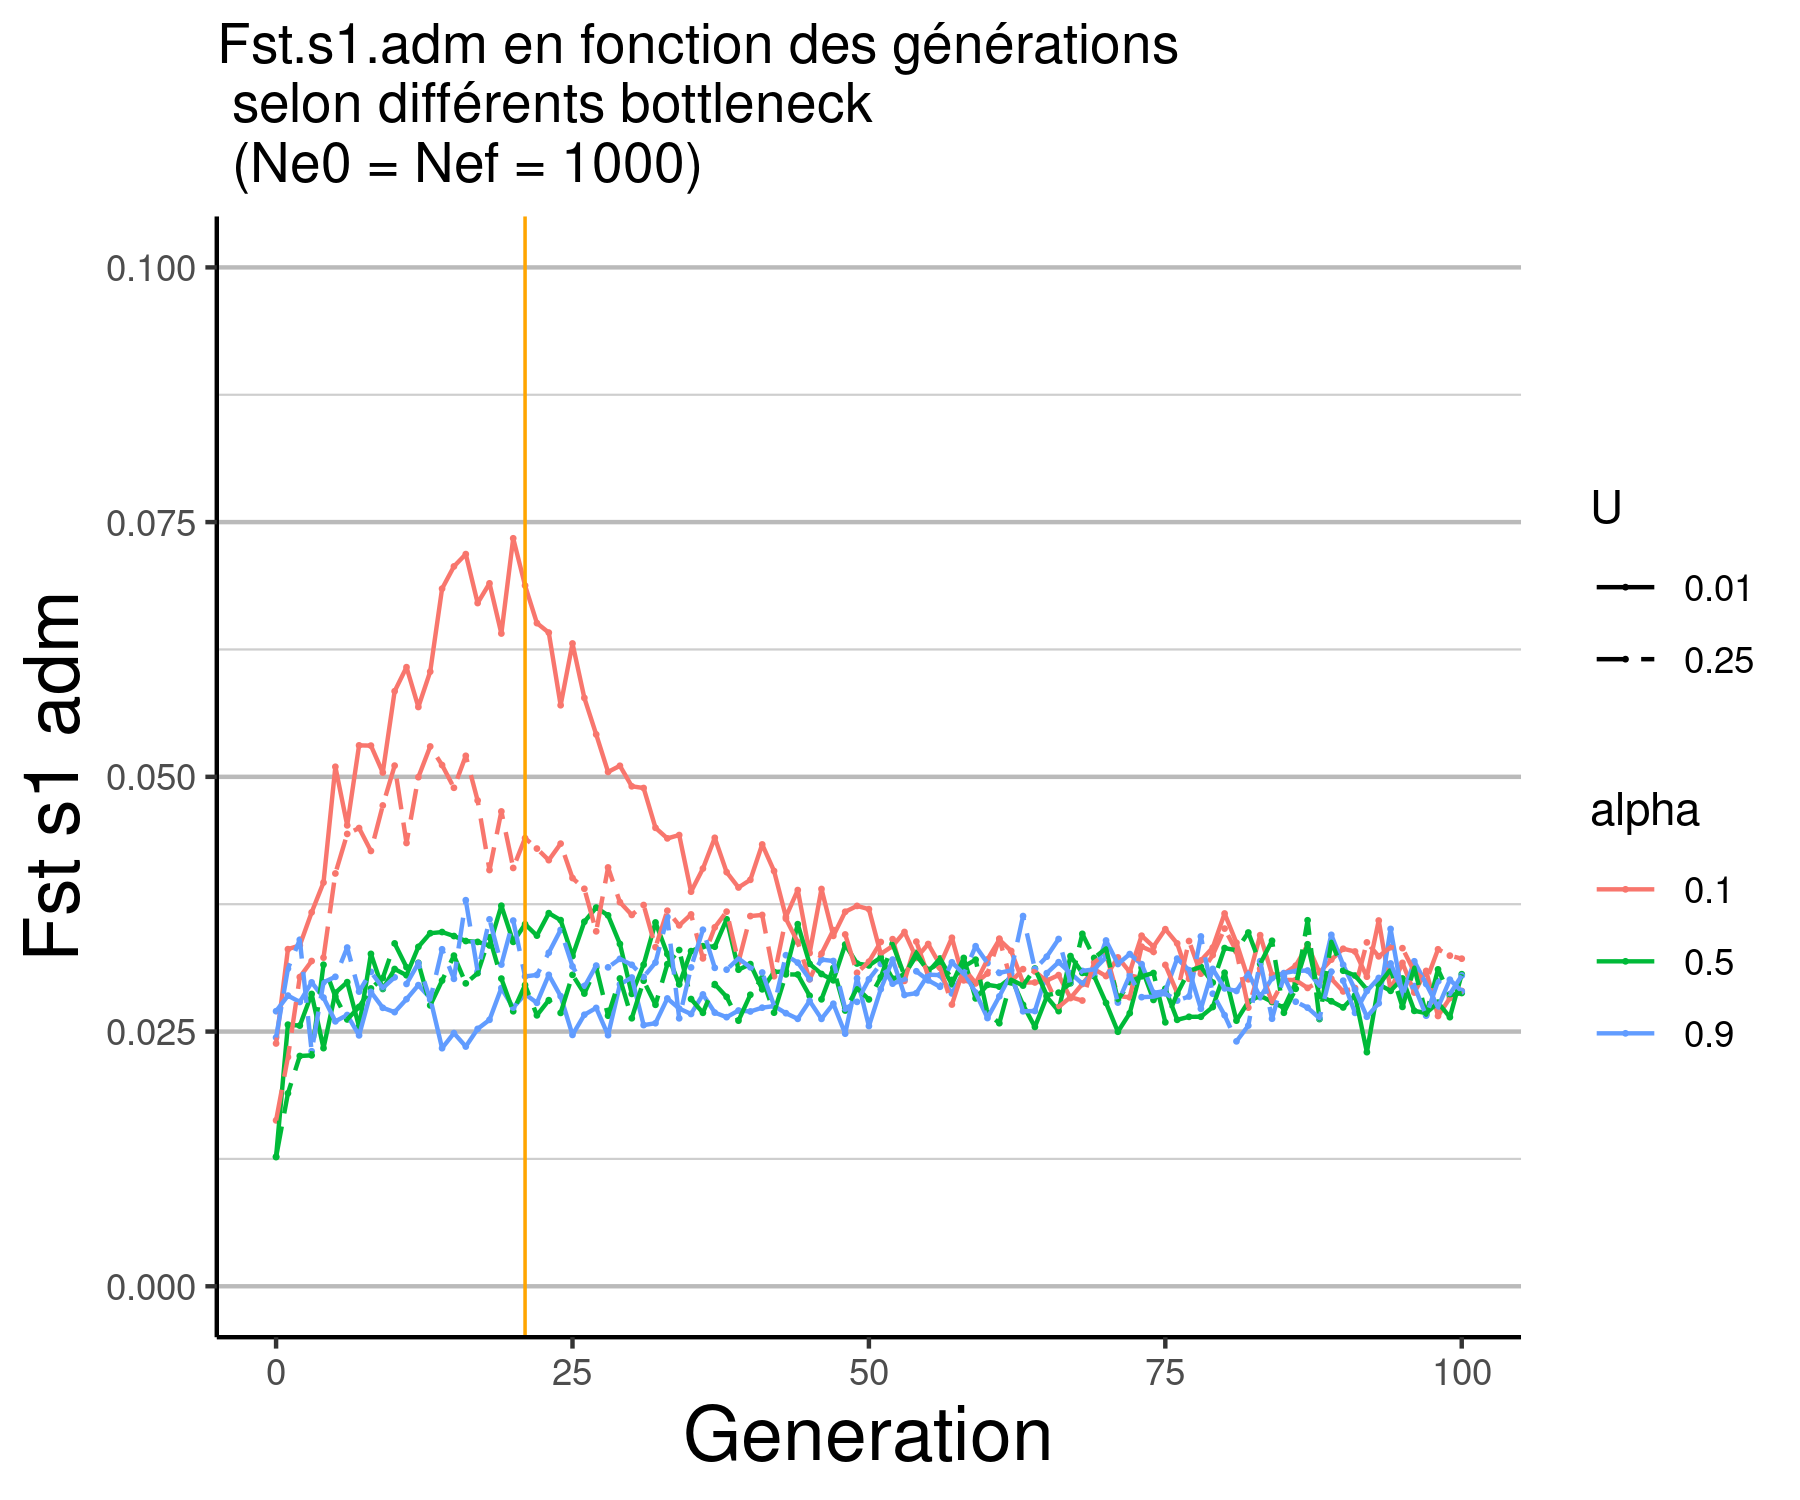 Fst.s1.adm en fonction des générations
selon différents bottleneck
(Ne0 = Nef = 1000)
Fst s1 adm
0.100
0.075
0.050
0.025
0.000
0
25
50
75
100
Generation
U
0.01
0.25
alpha
0.1
0.5
0.9